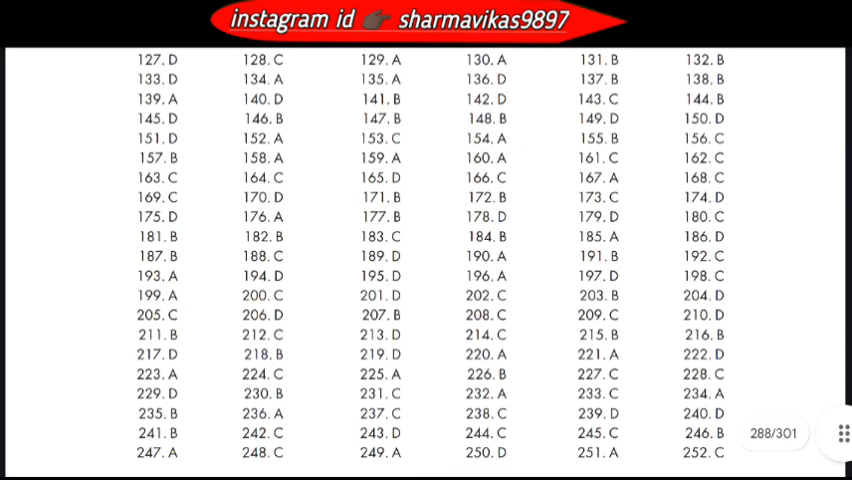 instagram id 👉 sharmavikas9897
127. D 128. C 129. A 130. A 131. B 132. B
133. D 134. A 135. A 136. D 137. B 138. B
139. A 140. D 141. B 142. D 143. C 144. B
145. D 146. B 147. B 148. B 149. D 150. D
151. D 152. A 153. C 154. A 155. B 156. C
157. B 158. A 159. A 160. A 161. C 162. C
163. C 164. C 165. D 166. C 167. A 168. C
169. C 170. D 171. B 172. B 173. C 174. D
175. D 176. A 177. B 178. D 179. D 180. C
181. B 182. B 183. C 184. B 185. A 186. D
187. B 188. C 189. D 190. A 191. B 192. C
193. A 194. D 195. D 196. A 197. D 198. C
199. A 200. C 201. D 202. C 203. B 204. D
205. C 206. D 207. B 208. C 209. C 210. D
211. B 212. C 213. D 214. C 215. B 216. B
217. D 218. B 219. D 220. A 221. A 222. D
223. A 224. C 225. A 226. B 227. C 228. C
229. D 230. B 231. C 232. A 233. C 234. A
235. B 236. A 237. C 238. C 239. D 240. D
241. B 242. C 243. D 244. C 245. C 246. B 288/301
247. A 248. C 249. A 250. D 251. A 252. C